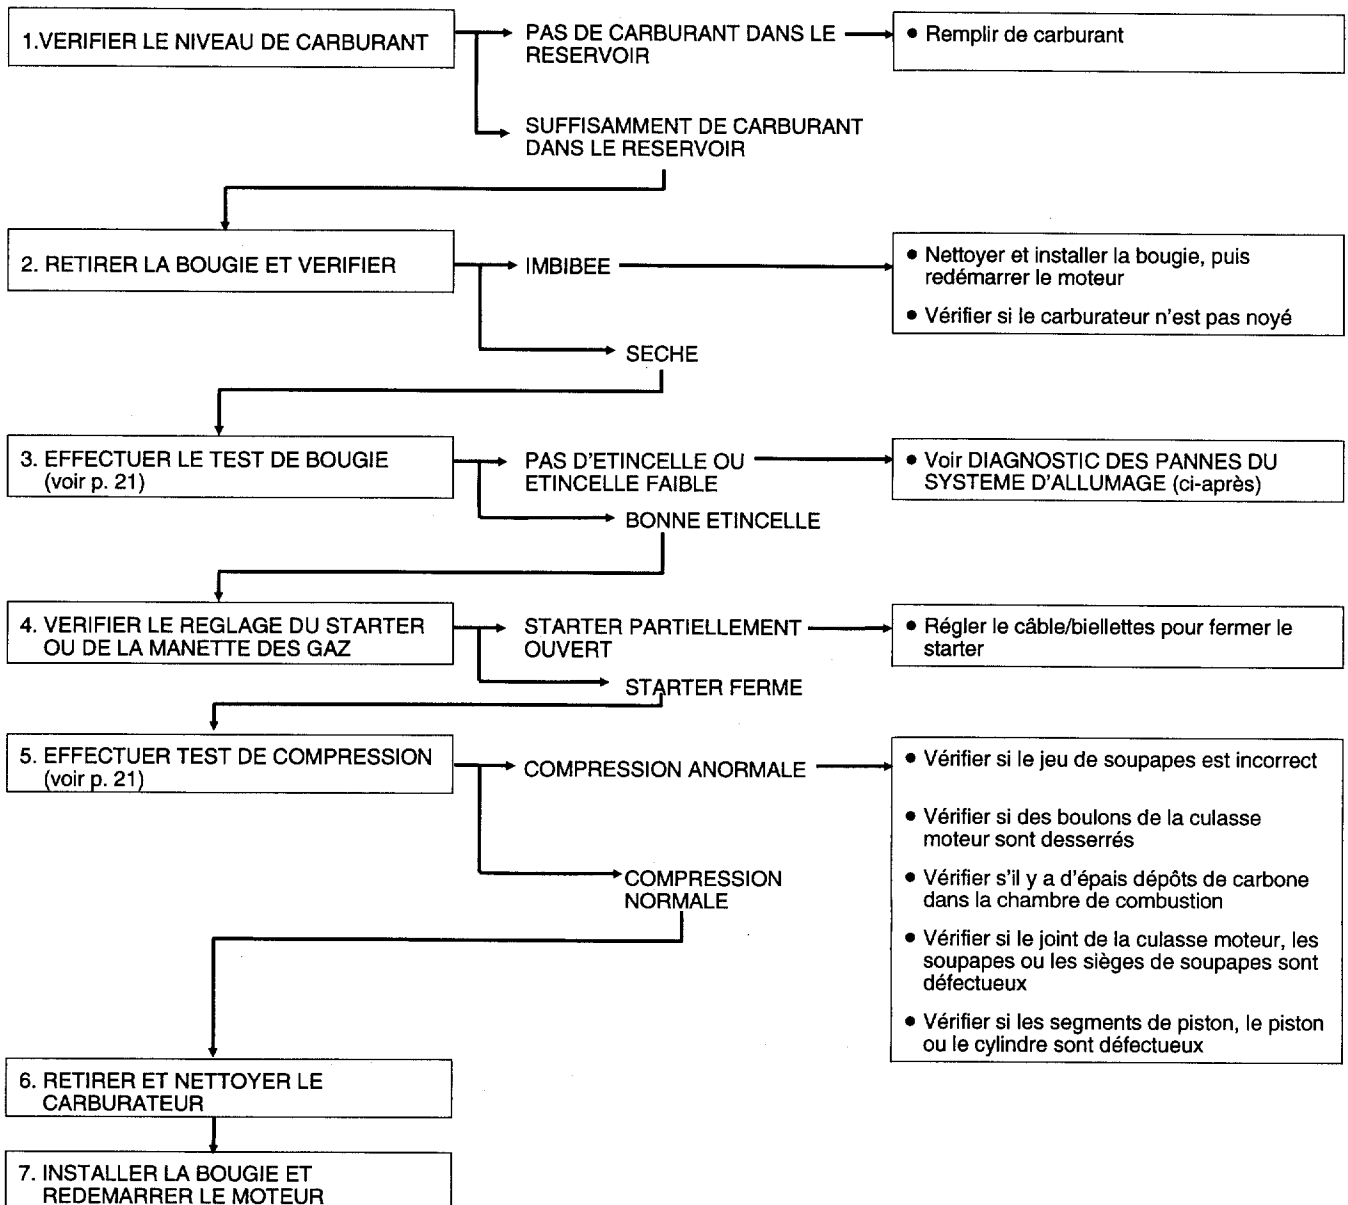 1.VERIFIER LE NIVEAU DE CARBURANT
PAS DE CARBURANT DANS LE
RESERVOIR
• Remplir de carburant
SUFFISAMMENT DE CARBURANT
DANS LE RESERVOIR
2. RETIRER LA BOUGIE ET VERIFIER
IMBIBEE
• Nettoyer et installer la bougie, puis
redémarrer le moteur
• Vérifier si le carburateur n'est pas noyé
SECHE
3. EFFECTUER LE TEST DE BOUGIE
(voir p. 21)
PAS D'ETINCELLE OU
ETINCELLE FAIBLE
• Voir DIAGNOSTIC DES PANNES DU
SYSTEME D'ALLUMAGE (ci-après)
BONNE ETINCELLE
4. VERIFIER LE REGLAGE DU STARTER
OU DE LA MANETTE DES GAZ
STARTER PARTIELLEMENT
OUVERT
• Régler le câble/biellettes pour fermer le
starter
STARTER FERME
5. EFFECTUER TEST DE COMPRESSION
(voir p. 21)
COMPRESSION ANORMALE
• Vérifier si le jeu de soupapes est incorrect
• Vérifier si des boulons de la culasse
moteur sont desserrés
• Vérifier s'il y a d'épais dépôts de carbone
dans la chambre de combustion
• Vérifier si le joint de la culasse moteur, les
soupapes ou les sièges de soupapes sont
défectueux
• Vérifier si les segments de piston, le piston
ou le cylindre sont défectueux
COMPRESSION
NORMALE
6. RETIRER ET NETTOYER LE
CARBURATEUR
7. INSTALLER LA BOUGIE ET
REDEMARRER LE MOTEUR